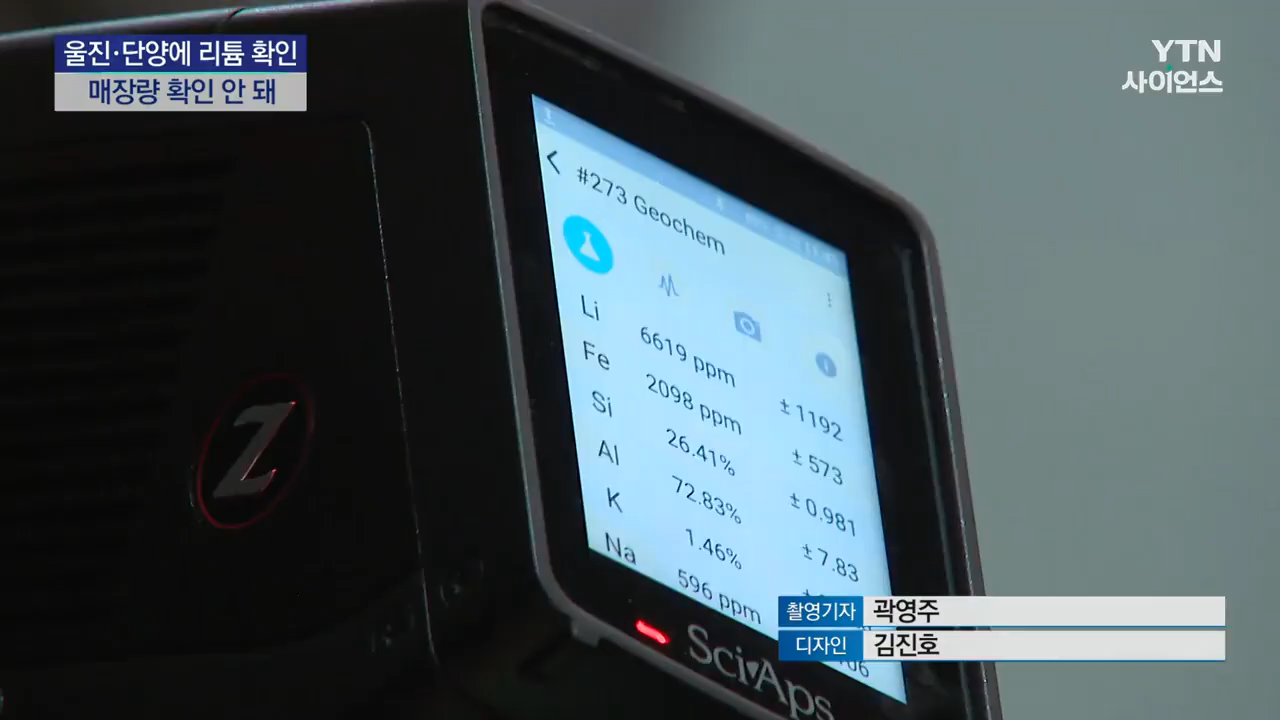 울진·단양에 리튬 확인
매장량 확인 안 돼
YTN
사이언스
#273 Geochem
Li 6619 ppm ±1192
Fe 2098 ppm ±573
Si 26.41% ±0.981
Al 72.83% ±7.83
K 1.46%
Na 596 ppm
Z
SciAps
촬영기자 곽영주
디자인 김진호